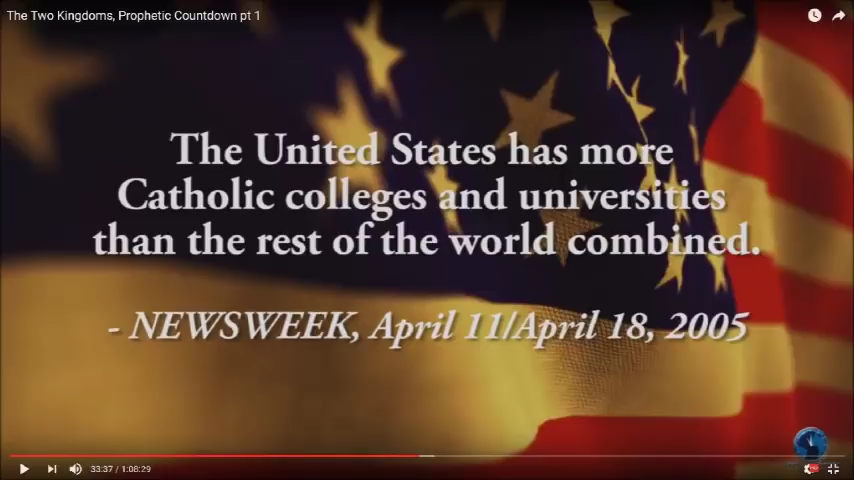 The Two Kingdoms, Prophetic Countdown pt 1
The United States has more
Catholic colleges and universities
than the rest of the world combined.
- NEWSWEEK, April 11/April 18, 2005
33:37 / 1:08:29